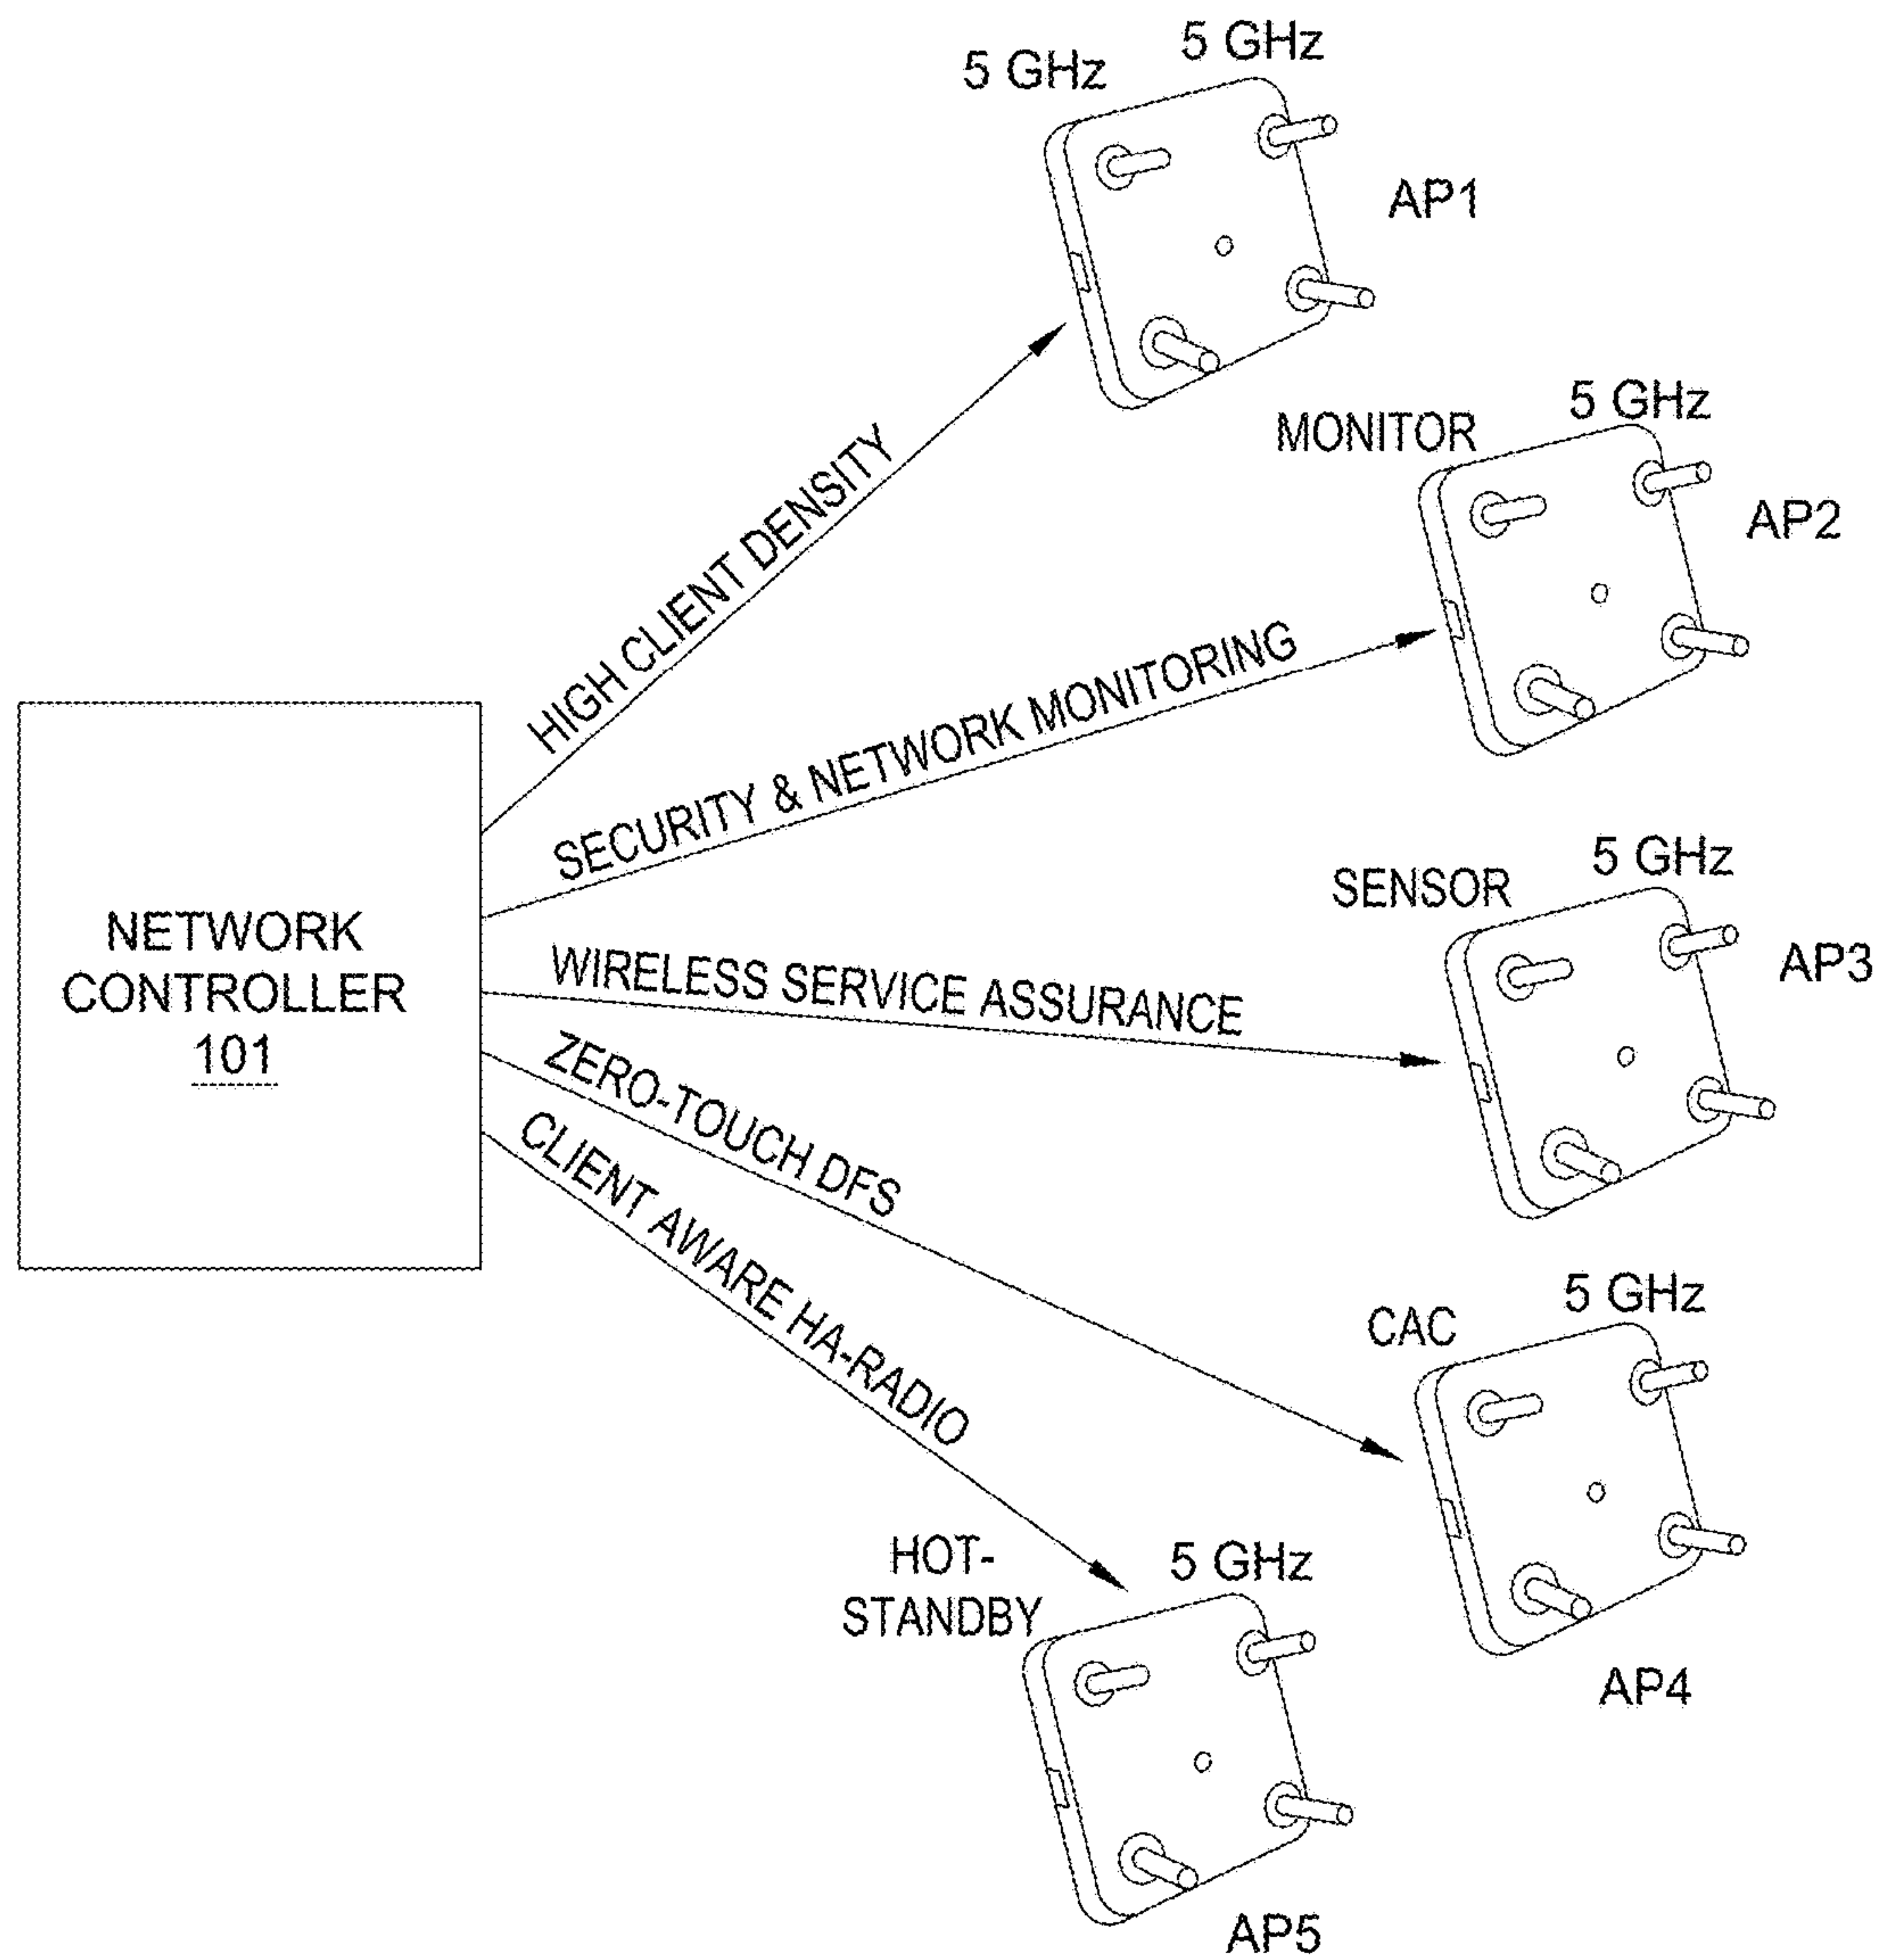 5 GHz
5 GHz
AP1
HIGH CLIENT DENSITY
MONITOR
5 GHz
AP2
SECURITY & NETWORK MONITORING
NETWORK
CONTROLLER
101
WIRELESS SERVICE ASSURANCE
SENSOR
5 GHz
AP3
ZERO-TOUCH DFS
CAC
5 GHz
AP4
CLIENT AWARE HA-RADIO
HOT-
STANDBY
5 GHz
AP5